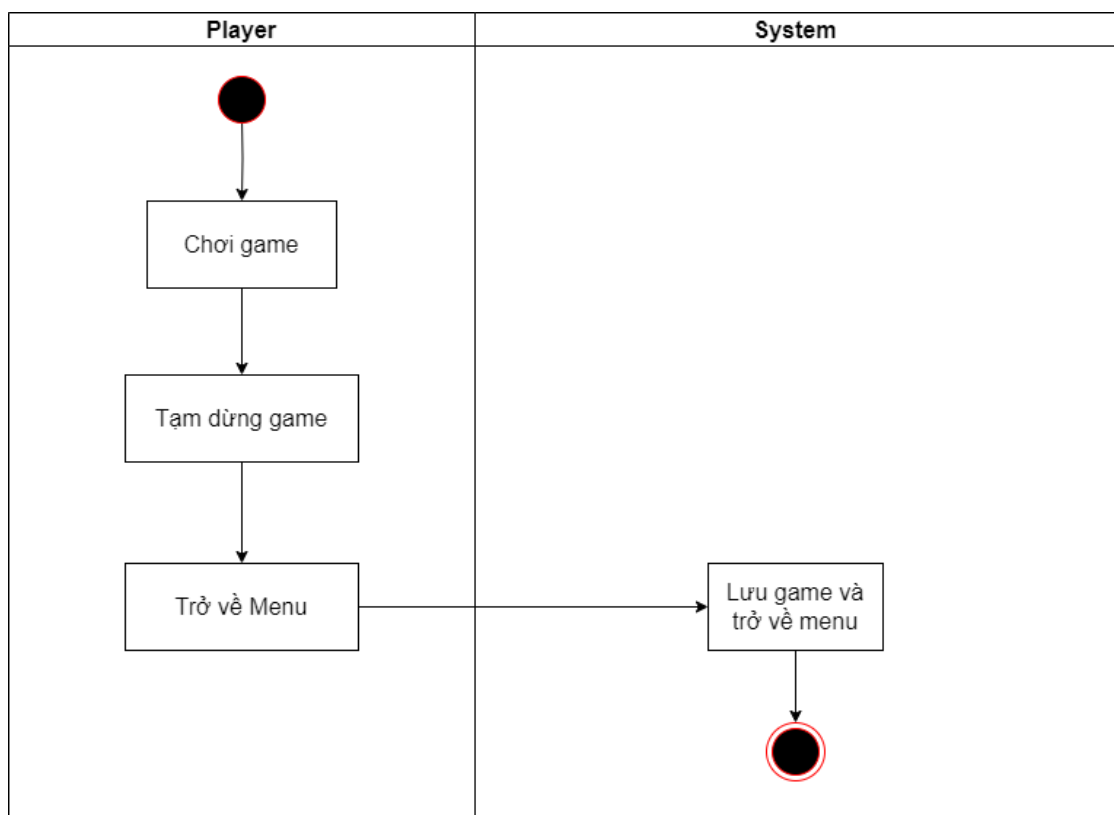 Player
System
Chơi game
Tạm dừng game
Trở về Menu
Lưu game và
trở về menu